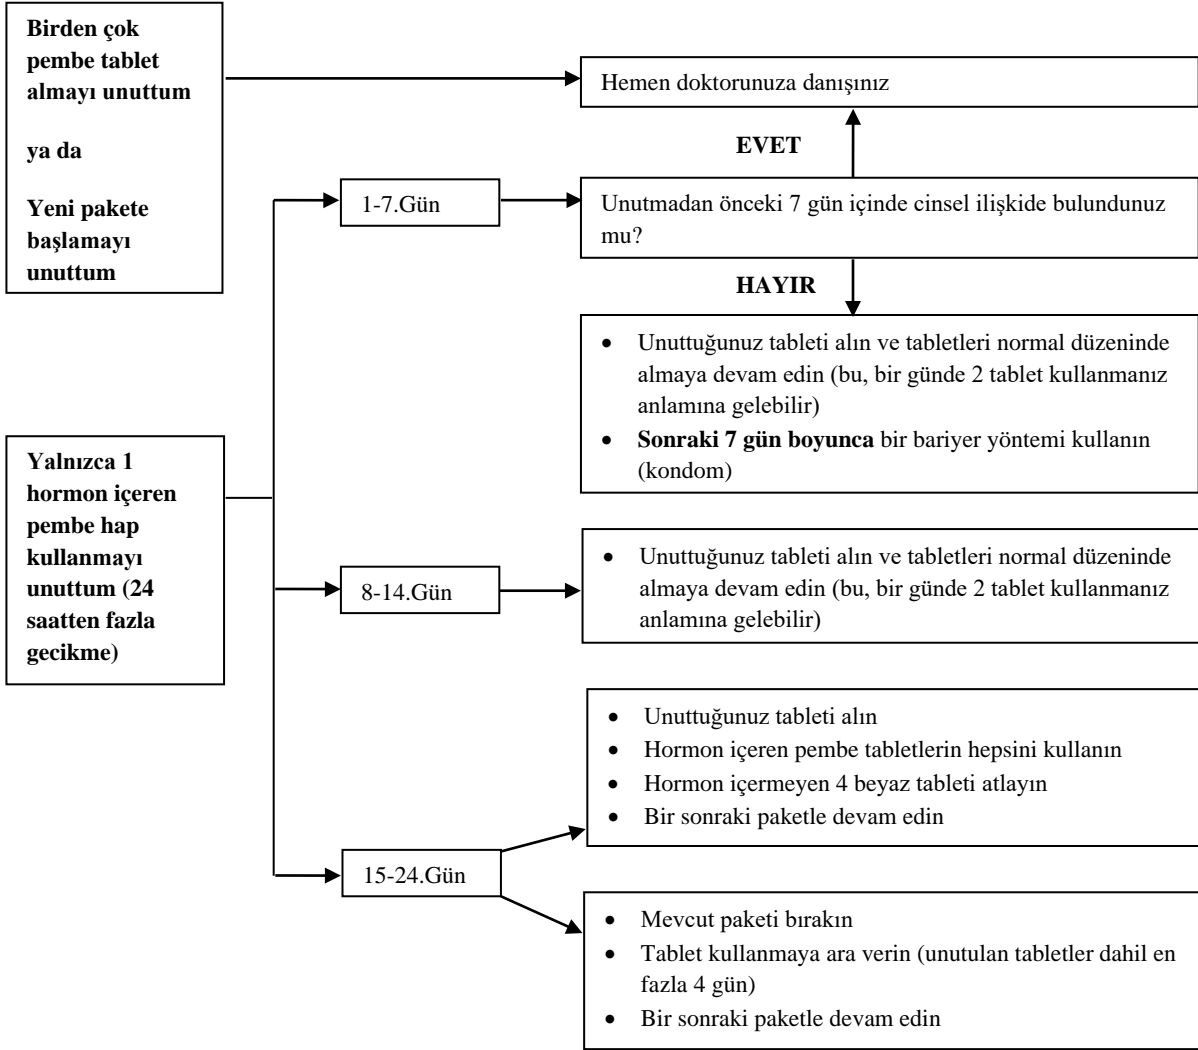 Birden çok
pembe tablet
almayı unuttum
ya da
Yeni pakete
başlamayı
unuttum
Hemen doktorunuza danışınız
EVET
1-7.Gün
Unutmadan önceki 7 gün içinde cinsel ilişkide bulundunuz
mu?
HAYIR
• Unuttuğunuz tableti alın ve tabletleri normal düzeninde
almaya devam edin (bu, bir günde 2 tablet kullanmanız
anlamına gelebilir)
• Sonraki 7 gün boyunca bir bariyer yöntemi kullanın
(kondom)
Yalnızca 1
hormon içeren
pembe hap
kullanmayı
unuttum (24
saatten fazla
gecikme)
8-14.Gün
• Unuttuğunuz tableti alın ve tabletleri normal düzeninde
almaya devam edin (bu, bir günde 2 tablet kullanmanız
anlamına gelebilir)
15-24.Gün
• Unuttuğunuz tableti alın
• Hormon içeren pembe tabletlerin hepsini kullanın
• Hormon içermeyen 4 beyaz tableti atlayın
• Bir sonraki paketle devam edin
• Mevcut paketi bırakın
• Tablet kullanmaya ara verin (unutulan tabletler dahil en
fazla 4 gün)
• Bir sonraki paketle devam edin